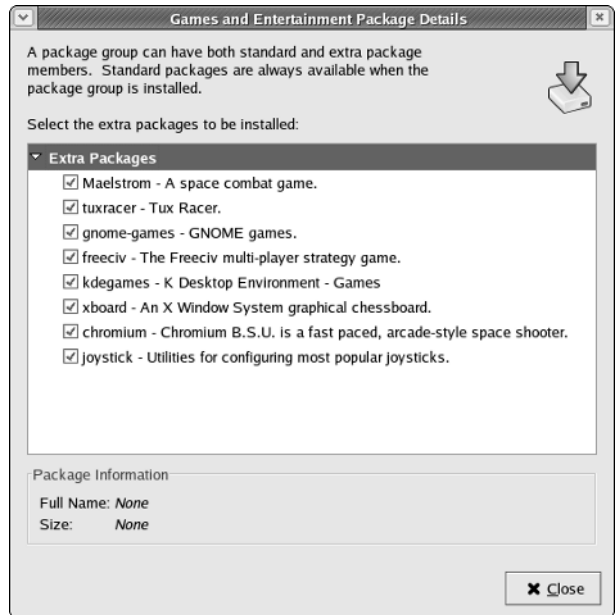 Games and Entertainment Package Details
A package group can have both standard and extra package
members. Standard packages are always available when the
package group is installed.
Select the extra packages to be installed:
Extra Packages
Maelstrom - A space combat game.
tuxracer - Tux Racer.
gnome-games - GNOME games.
freeciv - The Freeciv multi-player strategy game.
kdegames - K Desktop Environment - Games
xboard - An X Window System graphical chessboard.
chromium - Chromium B.S.U. is a fast paced, arcade-style space shooter.
joystick - Utilities for configuring most popular joysticks.
Package Information
Full Name: None
Size: None
Close